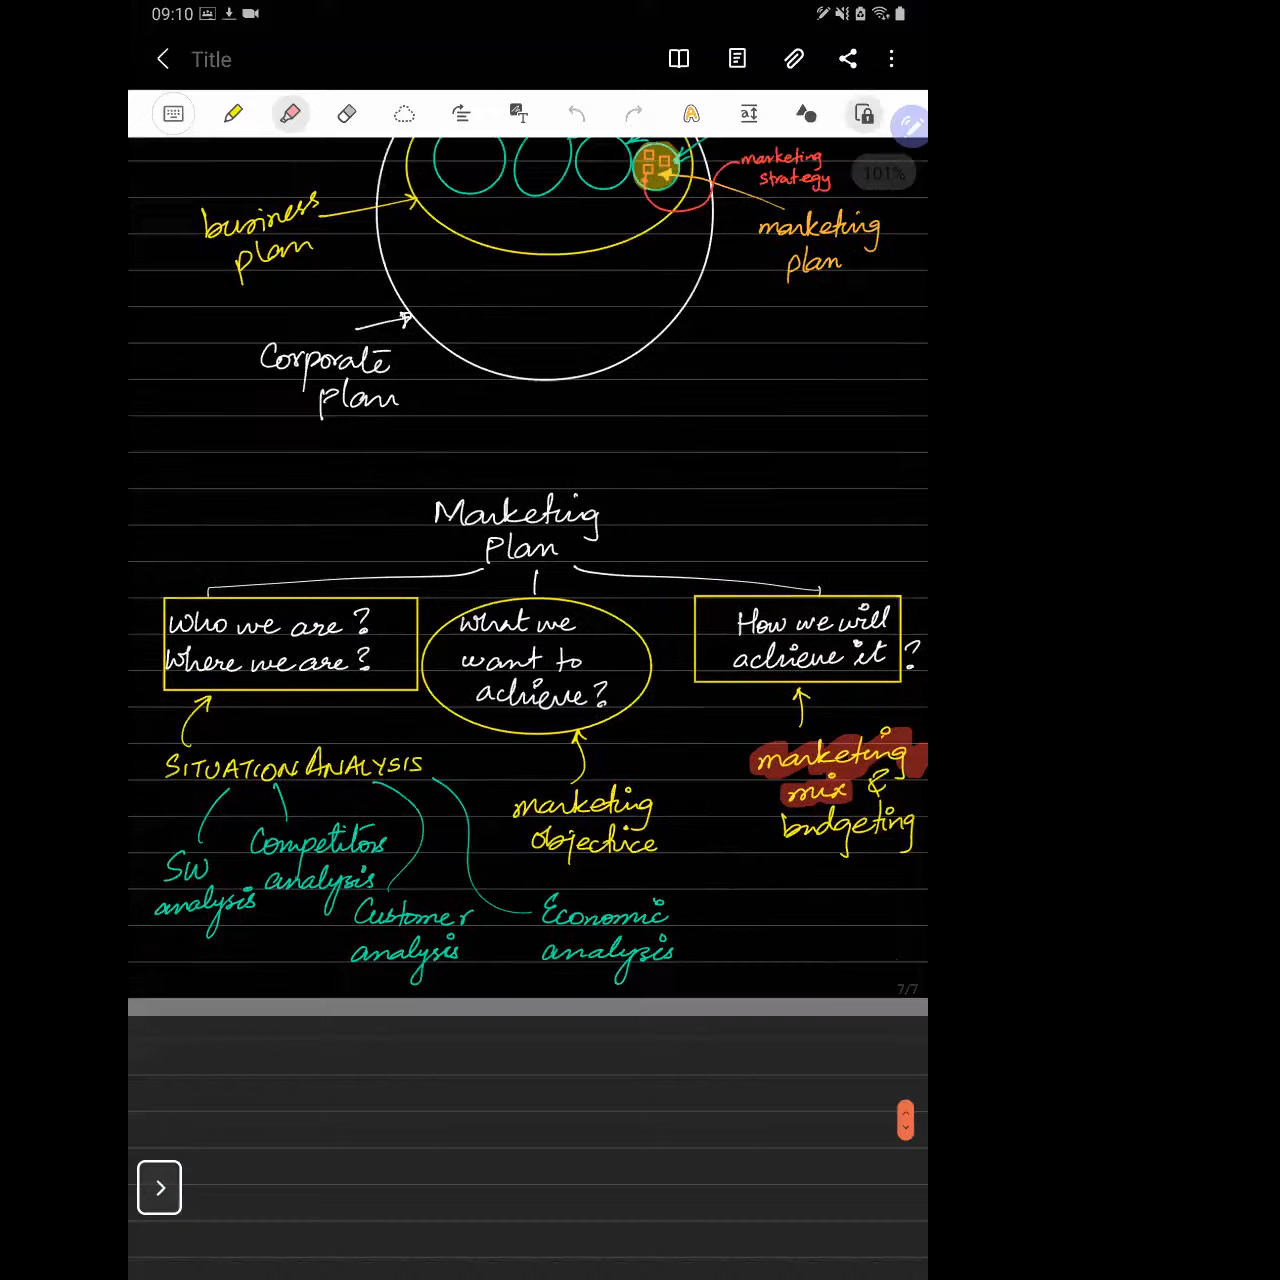 09:10
Title
101%
marketing
strategy
business
plan
marketing
plan
Corporate
plan
Marketing
Plan
Who we are?
Where we are?
What we
want to
achieve?
How we will
achieve it?
SITUATION ANALYSIS
marketing
objective
marketing
mix &
budgeting
SW
analysis
Competitors
analysis
Customer
analysis
Economic
analysis
7/7